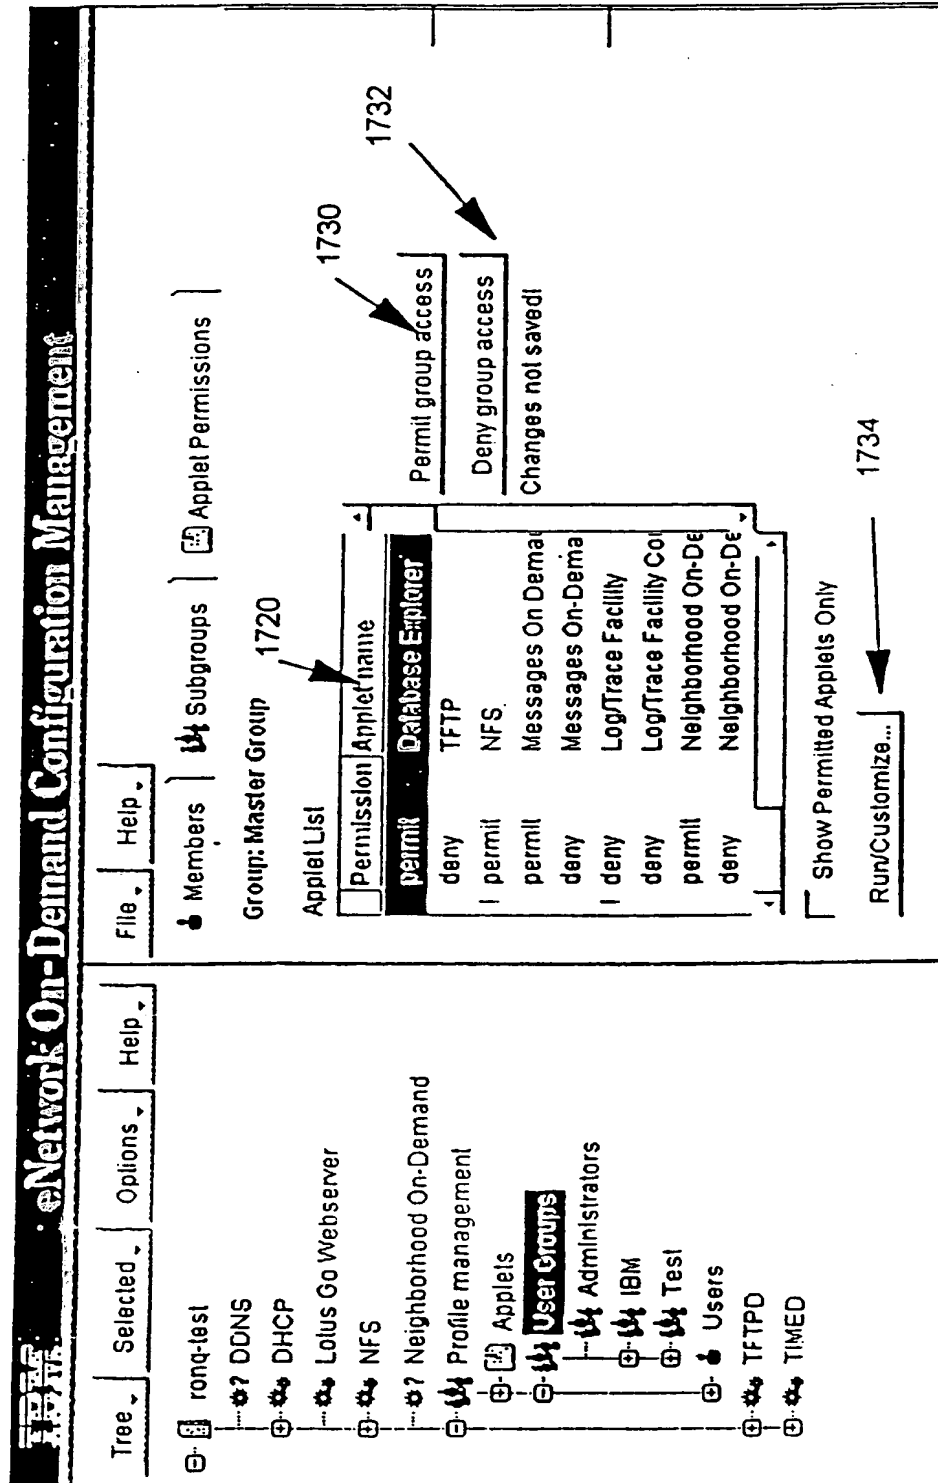 IBM
eNetwork On-Demand Configuration Management
Tree
Selected
Options
Help
ronq-test
? DDNS
DHCP
Lotus Go Webserver
NFS
? Neighborhood On-Demand
Profile management
Applets
User Groups
Administrators
IBM
Test
Users
TFTPD
TIMED
File
Help
Members
Subgroups
Applet Permissions
Group: Master Group
1720
Applet List
Permission Applet name
permit Database Explorer
deny TFTP
permit NFS
permit Messages On Demai
deny Messages On-Dema
deny Log/Trace Facility
deny Log/Trace Facility Cou
permit Neighborhood On-De
deny Neighborhood On-De
1730
Permit group access
1732
Deny group access
Changes not saved!
Show Permitted Applets Only
Run/Customize...
1734